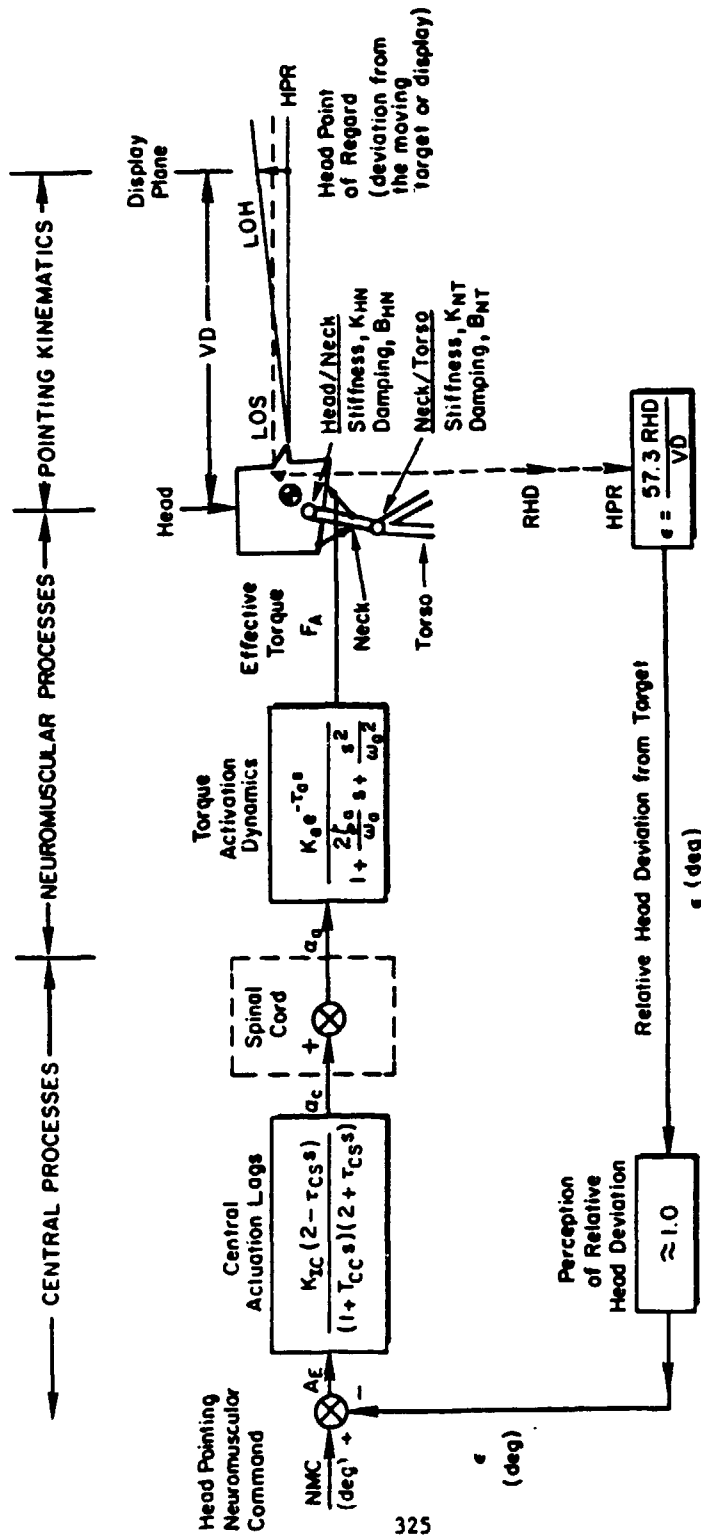 CENTRAL PROCESSES
NEUROMUSCULAR PROCESSES
POINTING KINEMATICS
Head Pointing
Neuromuscular
Command
NMC
(deg)
+
−
A_E
Central
Actuation Lags
K_IC (2 − τ_CS s)
(1 + T_CC s)(2 + τ_CS s)
α_c
+
Spinal
Cord
α_a
Torque
Activation
Dynamics
K_a e^-τ_a s
1 + 2ζ_a/ω_a s + s²/ω_a²
Effective
Torque
F_A
Head
Neck
Torso
VD
Display
Plane
LOS
LOH
HPR
Head Point
of Regard
(deviation from
the moving
target or display)
Head/Neck
Stiffness, K_HN
Damping, B_HN
Neck/Torso
Stiffness, K_NT
Damping, B_NT
RHD
HPR
ε = 57.3 RHD
VD
Relative Head Deviation from Target
ε (deg)
Perception
of Relative
Head Deviation
≈ 1.0
ε
(deg)
325